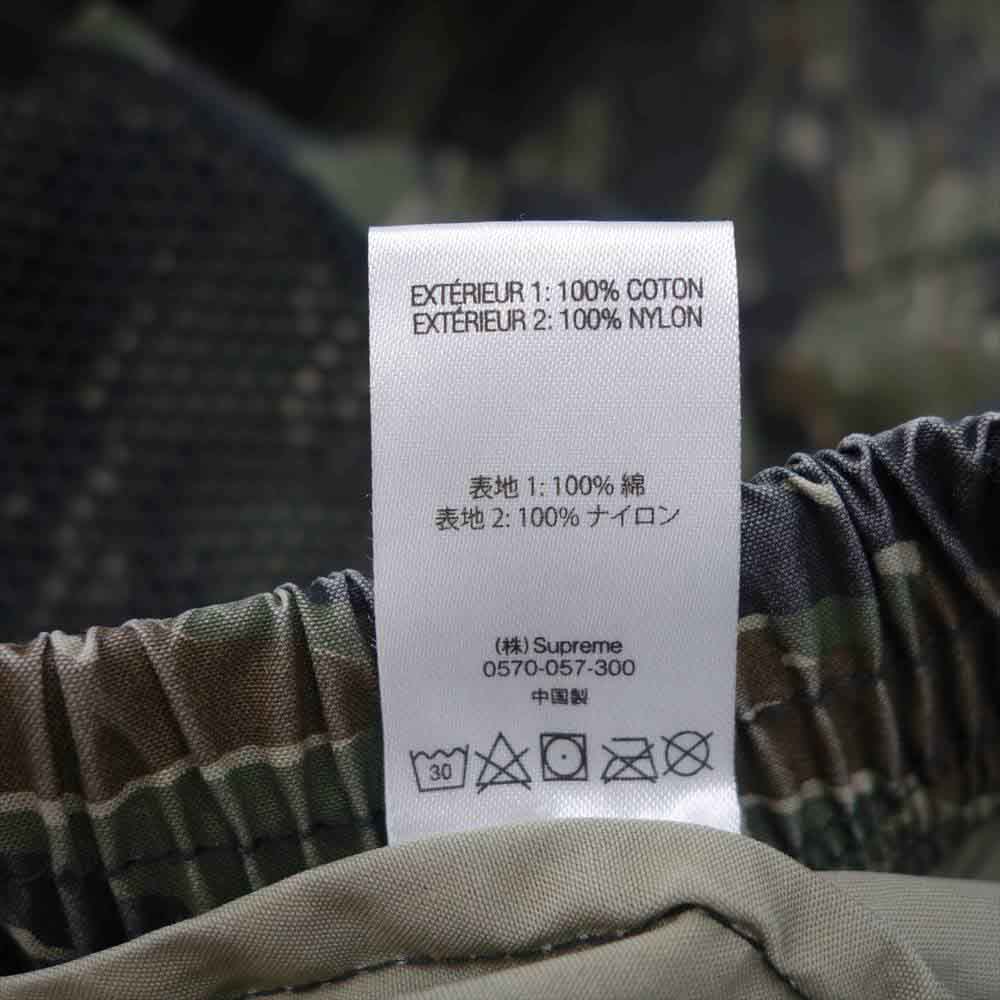 EXTÉRIEUR 1: 100% COTON
EXTÉRIEUR 2: 100% NYLON
表地 1: 100% 綿
表地 2: 100% ナイロン
(株) Supreme
0570-057-300
中国製
30